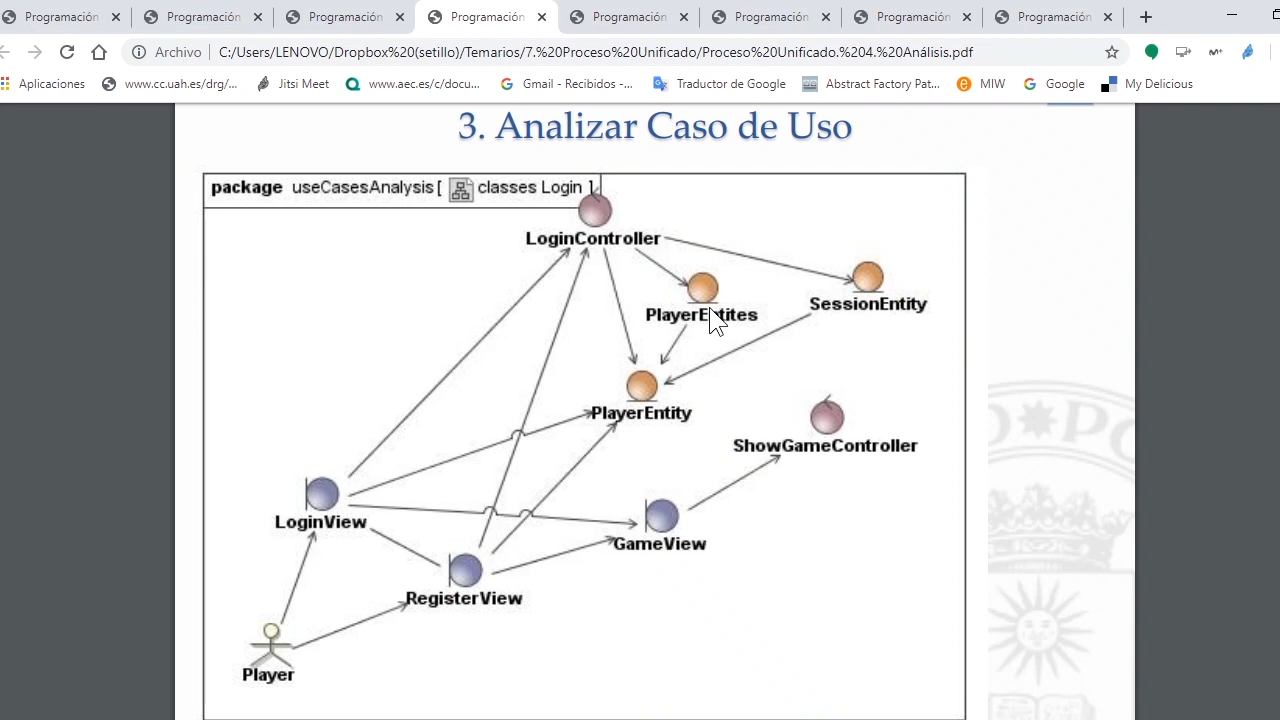 Programación Programación Programación Programación Programación Programación Programación Programación
Archivo C:/Users/LENOVO/Dropbox%20(setillo)/Temarios/7.%20Proceso%20Unificado/Proceso%20Unificado.%204.%20Análisis.pdf
Aplicaciones www.cc.uah.es/drg/... Jitsi Meet www.aec.es/c/docu... Gmail - Recibidos -... Traductor de Google Abstract Factory Pat... MIW Google My Delicious
3. Analizar Caso de Uso
package useCasesAnalysis [ classes Login ]
LoginController
SessionEntity
PlayerEntites
PlayerEntity
ShowGameController
LoginView
GameView
RegisterView
Player